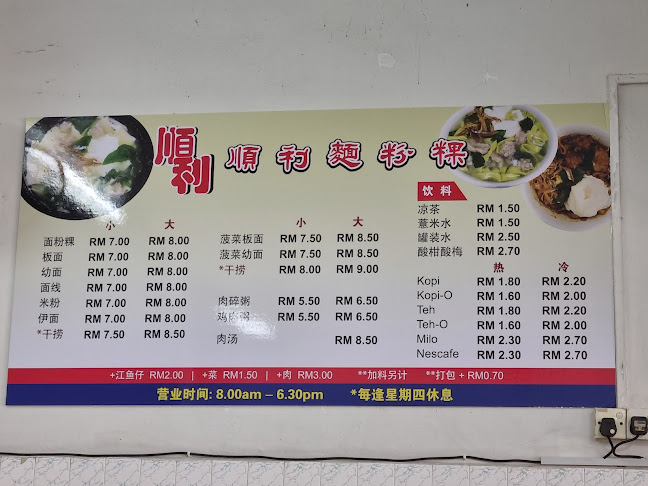 順利
順利麵粉粿
小 大
面粉粿 RM 7.00 RM 8.00
板面 RM 7.00 RM 8.00
幼面 RM 7.00 RM 8.00
面线 RM 7.00 RM 8.00
米粉 RM 7.00 RM 8.00
伊面 RM 7.00 RM 8.00
*干捞 RM 7.50 RM 8.50
小 大
菠菜板面 RM 7.50 RM 8.50
菠菜幼面 RM 7.50 RM 8.50
*干捞 RM 8.00 RM 9.00
肉碎粥 RM 5.50 RM 6.50
鸡肉粥 RM 5.50 RM 6.50
肉汤 RM 8.50
饮料
凉茶 RM 1.50
薏米水 RM 1.50
罐装水 RM 2.50
酸柑酸梅 RM 2.70
热 冷
Kopi RM 1.80 RM 2.20
Kopi-O RM 1.60 RM 2.00
Teh RM 1.80 RM 2.20
Teh-O RM 1.60 RM 2.00
Milo RM 2.30 RM 2.70
Nescafe RM 2.30 RM 2.70
+江鱼仔 RM2.00 | +菜 RM1.50 | +肉 RM3.00 **加料另计 **打包 + RM0.70
营业时间: 8.00am – 6.30pm *每逢星期四休息